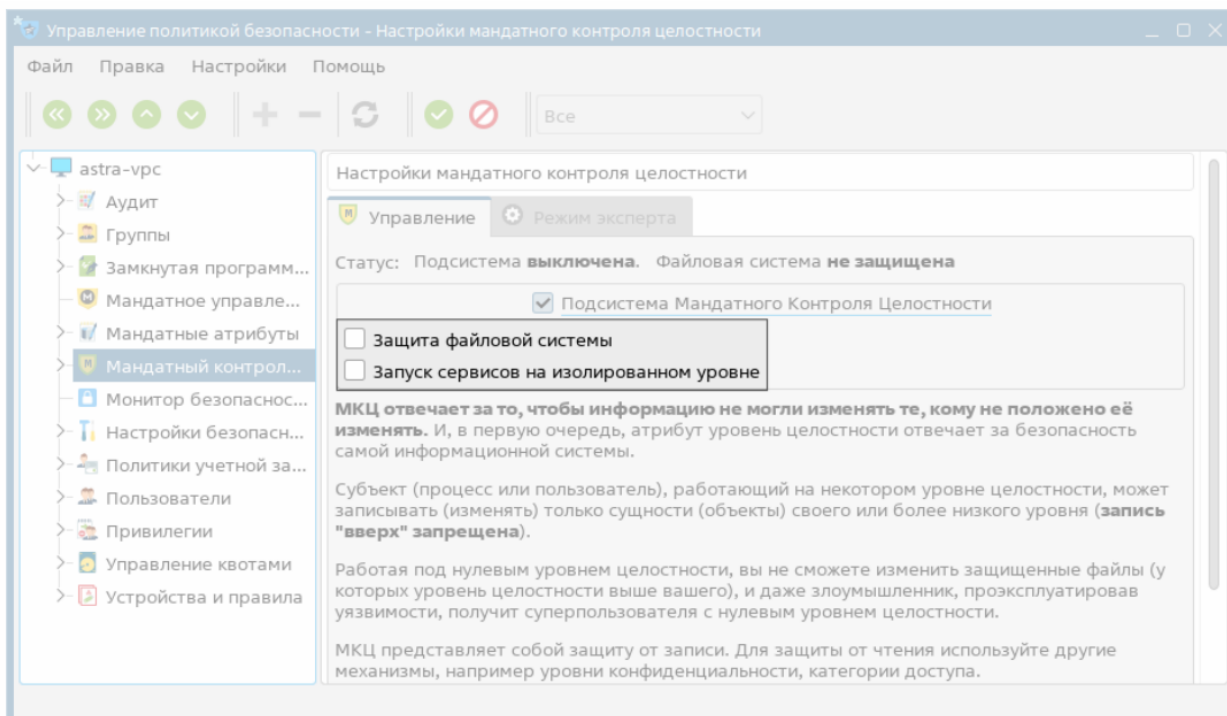 Управление политикой безопасности - Настройки мандатного контроля целостности
Файл Правка Настройки Помощь
Все
astra-vpc
Аудит
Группы
Замкнутая программ...
Мандатное управле...
Мандатные атрибуты
Мандатный контрол...
Монитор безопаснос...
Настройки безопасн...
Политики учетной за...
Пользователи
Привилегии
Управление квотами
Устройства и правила
Настройки мандатного контроля целостности
Управление Режим эксперта
Статус: Подсистема выключена. Файловая система не защищена
Подсистема Мандатного Контроля Целостности
Защита файловой системы
Запуск сервисов на изолированном уровне
МКЦ отвечает за то, чтобы информацию не могли изменять те, кому не положено её
изменять. И, в первую очередь, атрибут уровень целостности отвечает за безопасность
самой информационной системы.
Субъект (процесс или пользователь), работающий на некотором уровне целостности, может
записывать (изменять) только сущности (объекты) своего или более низкого уровня (запись
"вверх" запрещена).
Работая под нулевым уровнем целостности, вы не сможете изменить защищенные файлы (у
которых уровень целостности выше вашего), и даже злоумышленник, проэксплуатировав
уязвимости, получит суперпользователя с нулевым уровнем целостности.
МКЦ представляет собой защиту от записи. Для защиты от чтения используйте другие
механизмы, например уровни конфиденциальности, категории доступа.